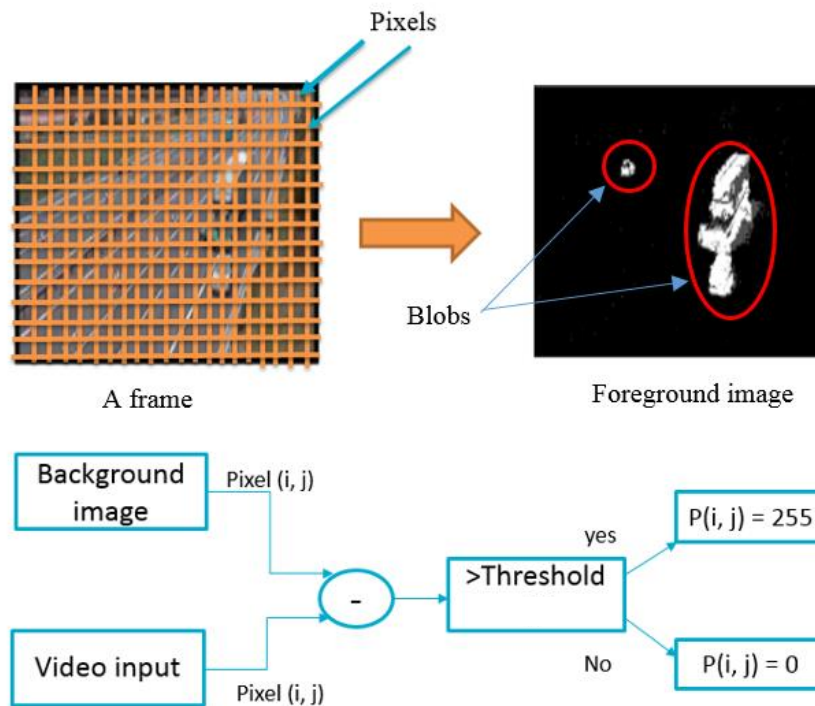 Pixels
Blobs
A frame
Foreground image
Background
image
Pixel (i, j)
Video input
Pixel (i, j)
-
>Threshold
yes
No
P(i, j) = 255
P(i, j) = 0